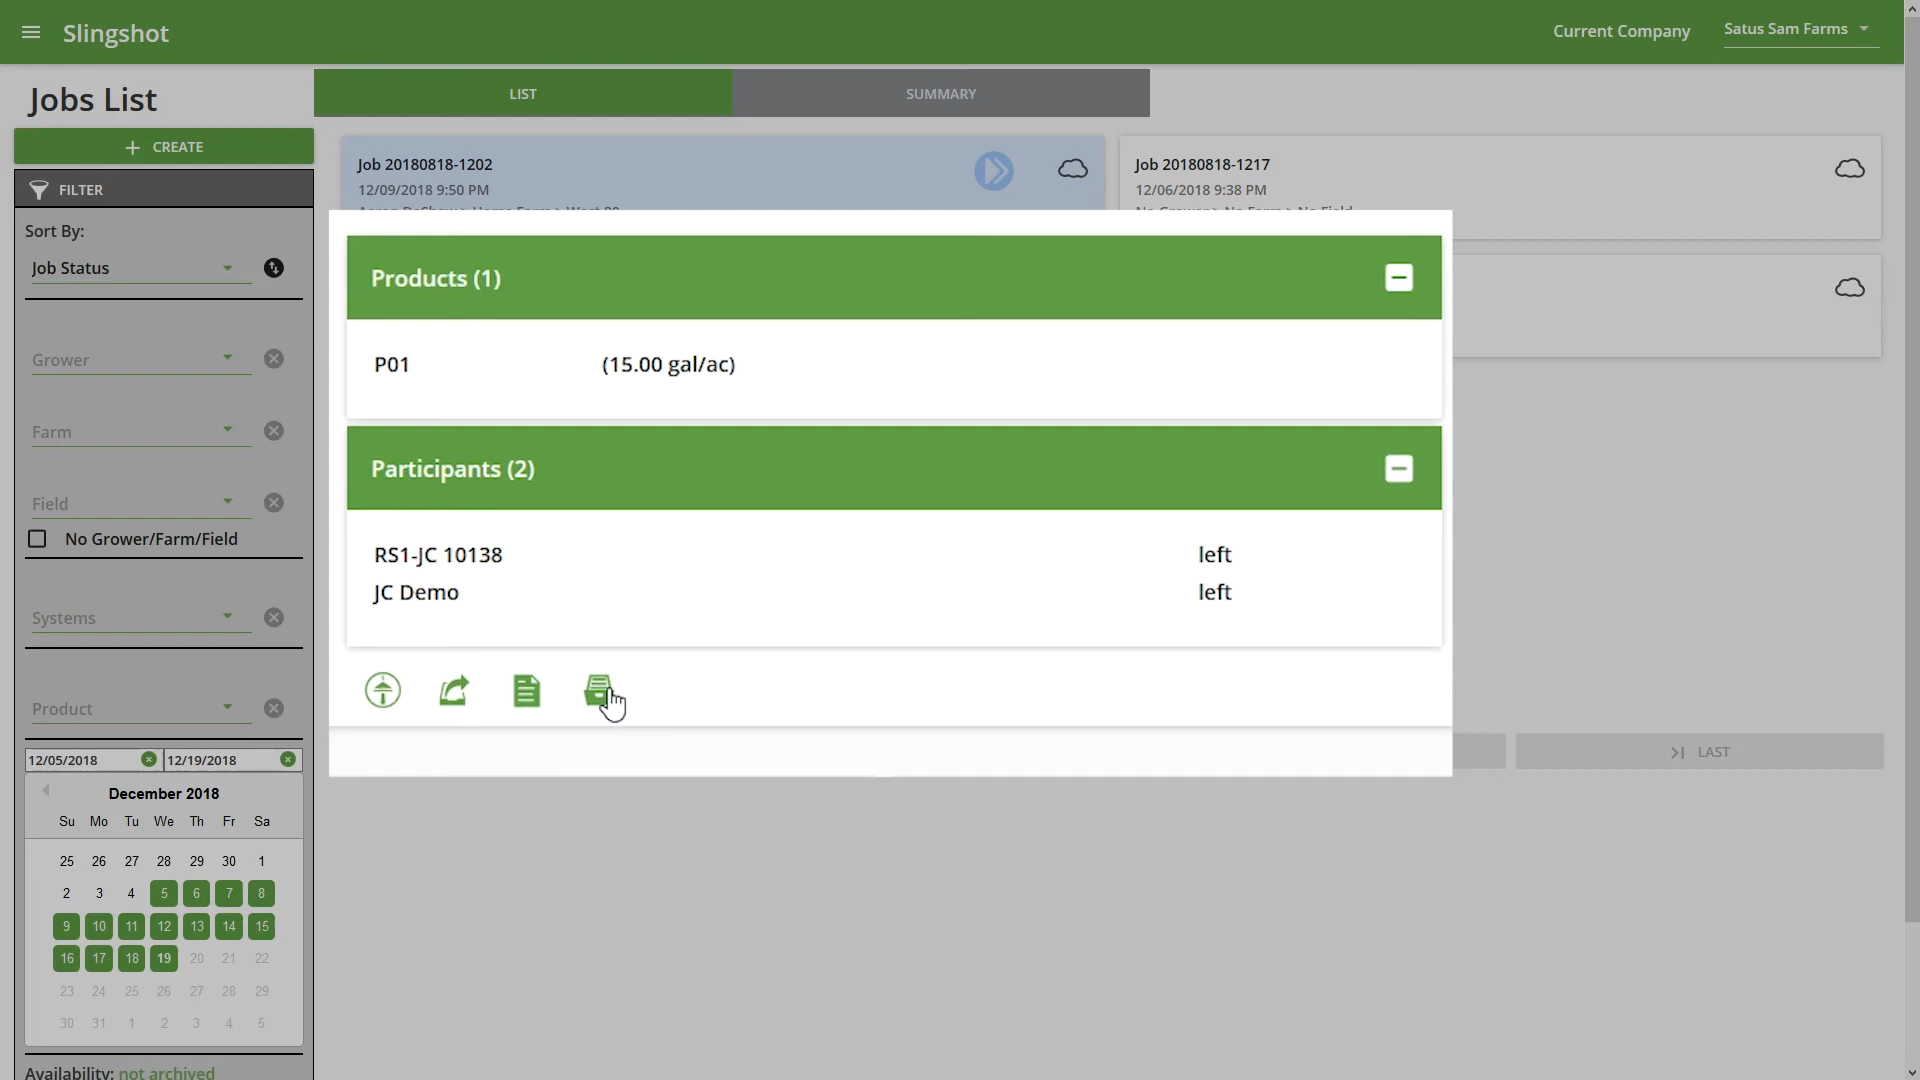 Slingshot
Current Company
Satus Sam Farms
Jobs List
LIST
SUMMARY
CREATE
FILTER
Sort By:
Job Status
Grower
Farm
Field
No Grower/Farm/Field
Systems
Product
12/05/2018
12/19/2018
December 2018
Su Mo Tu We Th Fr Sa
25 26 27 28 29 30 1
2 3 4 5 6 7 8
9 10 11 12 13 14 15
16 17 18 19 20 21 22
23 24 25 26 27 28 29
30 31 1 2 3 4 5
Availability: not archived
Job 20180818-1202
12/09/2018 9:50 PM
Job 20180818-1217
12/06/2018 9:38 PM
No Grower > No Farm > No Field
Products (1)
P01 (15.00 gal/ac)
Participants (2)
RS1-JC 10138 left
JC Demo left
LAST